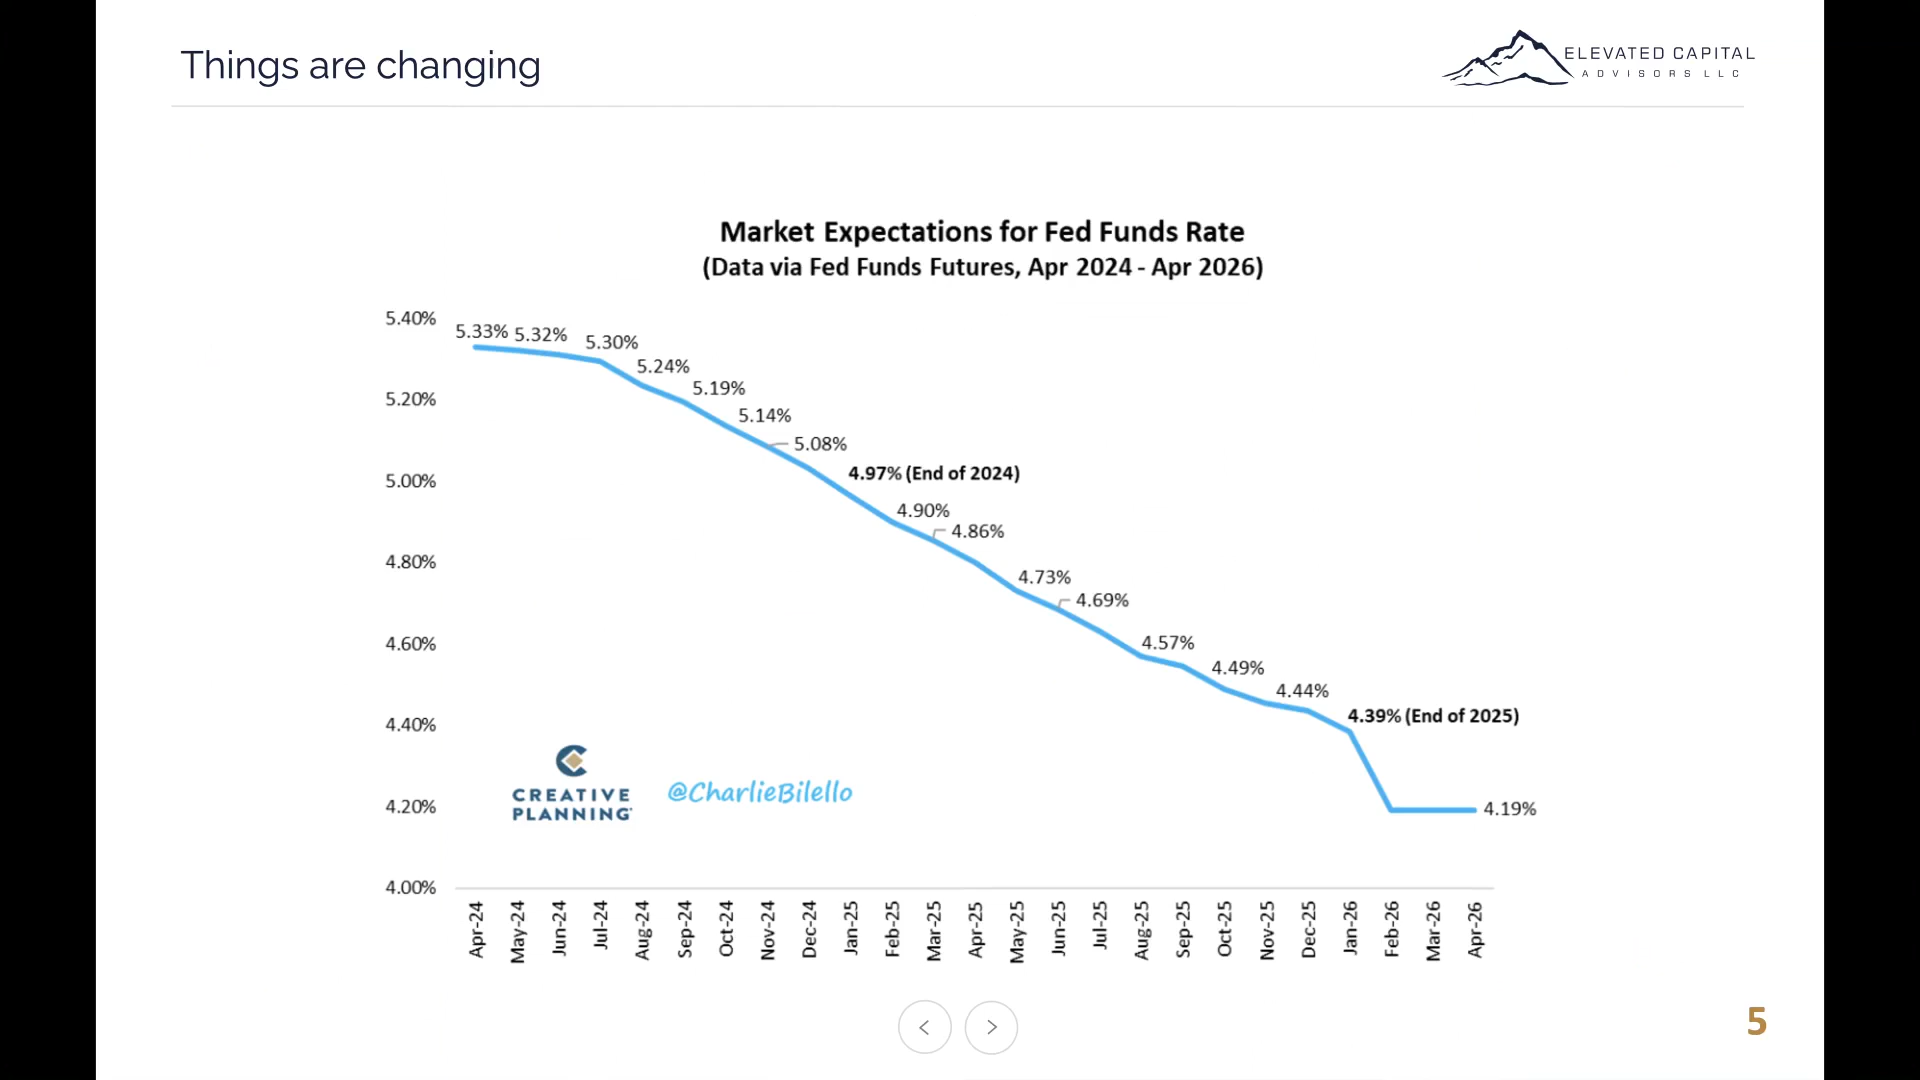 Things are changing
ELEVATED CAPITAL
ADVISORS LLC
Market Expectations for Fed Funds Rate
(Data via Fed Funds Futures, Apr 2024 - Apr 2026)
5.40%
5.20%
5.00%
4.80%
4.60%
4.40%
4.20%
4.00%
5.33%
5.32%
5.30%
5.24%
5.19%
5.14%
5.08%
4.97% (End of 2024)
4.90%
4.86%
4.73%
4.69%
4.57%
4.49%
4.44%
4.39% (End of 2025)
4.19%
CREATIVE
PLANNING
@CharlieBilello
Apr-24
May-24
Jun-24
Jul-24
Aug-24
Sep-24
Oct-24
Nov-24
Dec-24
Jan-25
Feb-25
Mar-25
Apr-25
May-25
Jun-25
Jul-25
Aug-25
Sep-25
Oct-25
Nov-25
Dec-25
Jan-26
Feb-26
Mar-26
Apr-26
5